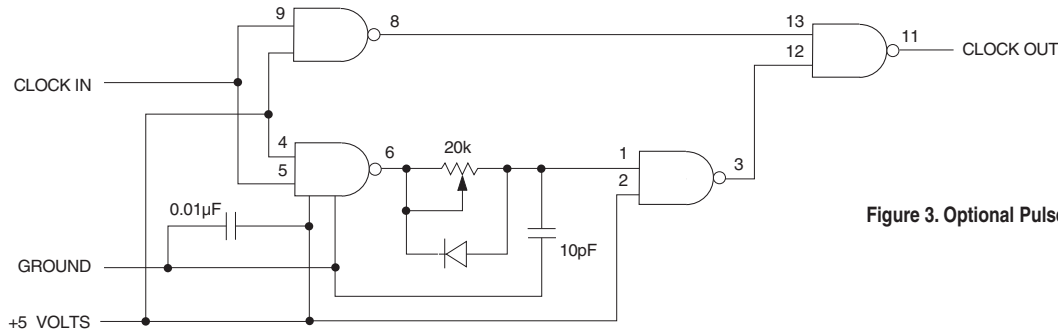 9
8
13
11
12
CLOCK OUT
CLOCK IN
4
5
6
20k
1
2
3
0.01µF
10pF
Figure 3. Optional Pulse
GROUND
+5 VOLTS